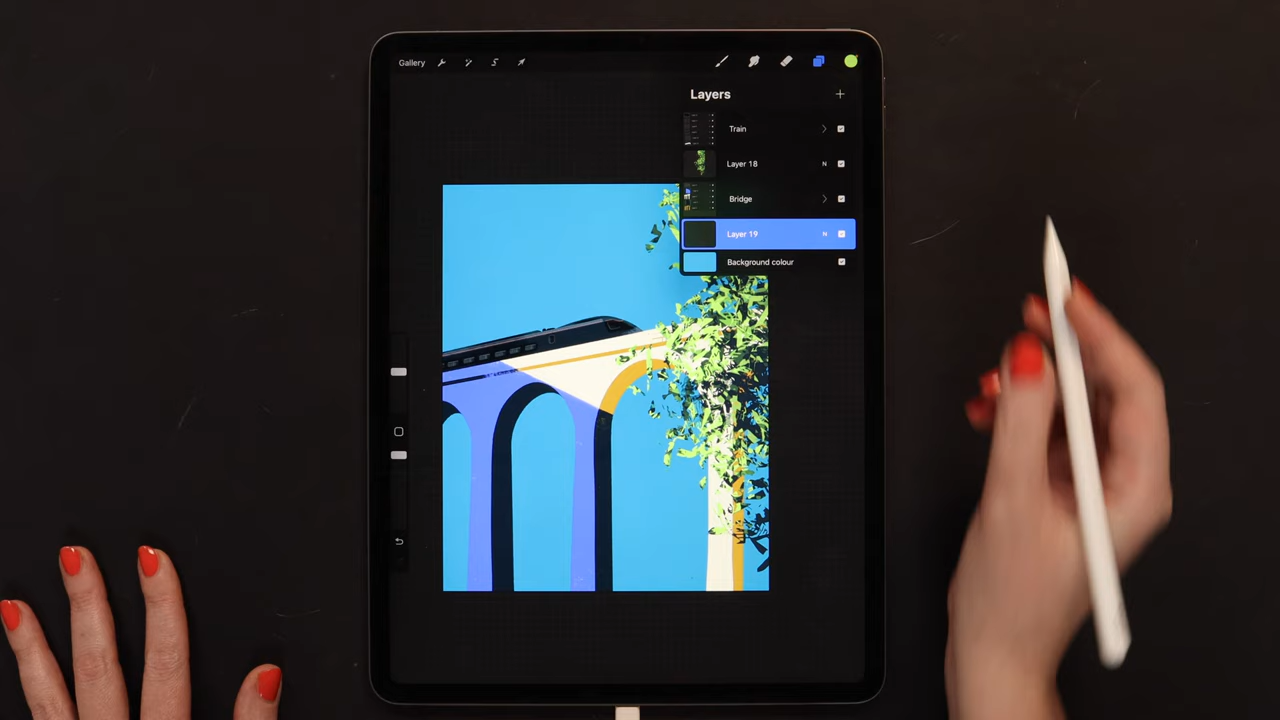 Gallery
Layers
Train
Layer 18 N
Bridge
Layer 19 N
Background colour